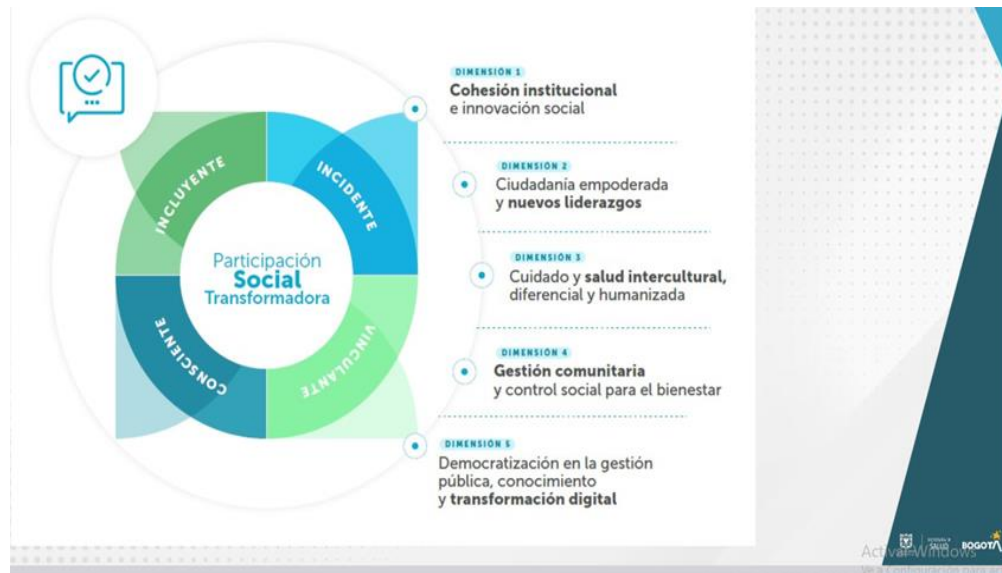 DIMENSIÓN 1
Cohesión institucional
e innovación social
DIMENSIÓN 2
Ciudadanía empoderada
y nuevos liderazgos
DIMENSIÓN 3
Cuidado y salud intercultural,
diferencial y humanizada
DIMENSIÓN 4
Gestión comunitaria
y control social para el bienestar
DIMENSIÓN 5
Democratización en la gestión
pública, conocimiento
y transformación digital
INCLUYENTE
INCIDENTE
Participación
Social
Transformadora
CONSCIENTE
VINCULANTE
SALUD
BOGOTÁ
Activar Windows